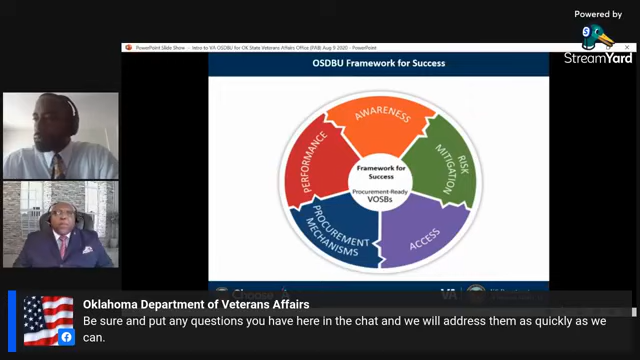 Powered by
StreamYard
PowerPoint Slide Show - Intro to VA OSDBU for OK State Veterans Affairs Office (FAB) Aug 9 2020 - PowerPoint
OSDBU Framework for Success
AWARENESS
RISK
MITIGATION
ACCESS
PROCUREMENT
MECHANISMS
PERFORMANCE
Framework for
Success
Procurement-Ready
VOSBs
Choose
VA
Oklahoma Department of Veterans Affairs
Be sure and put any questions you have here in the chat and we will address them as quickly as we
can.